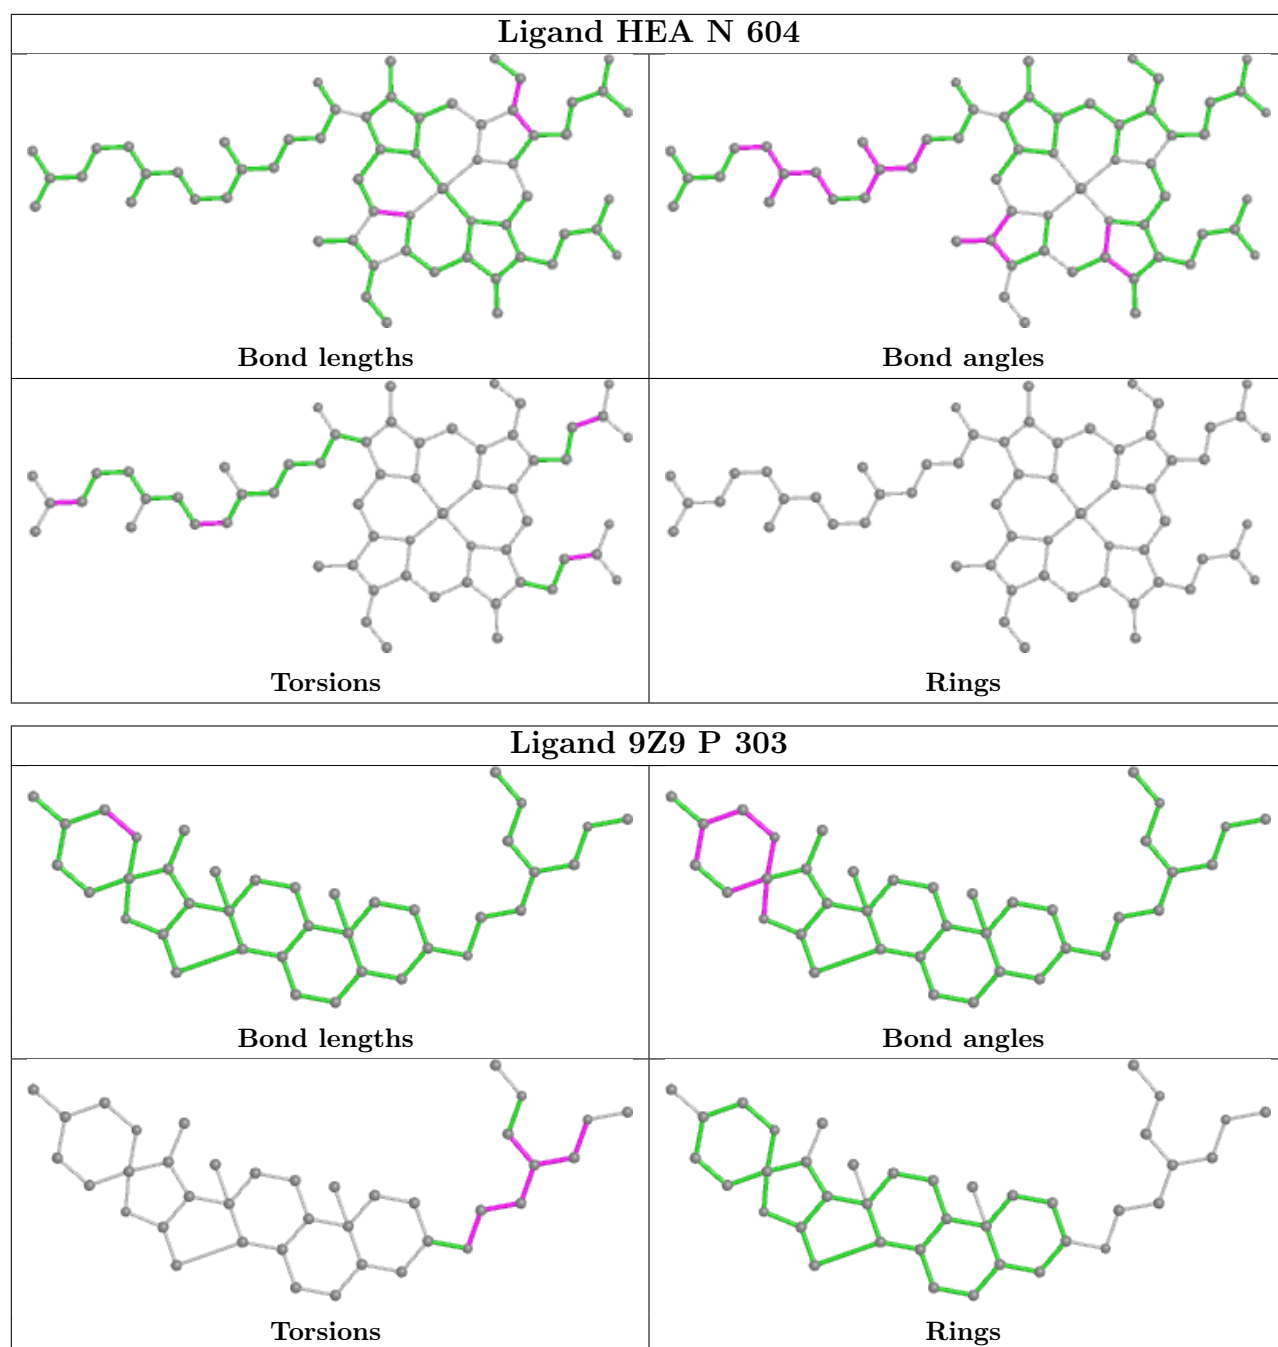 Ligand HEA N 604
Bond lengths
Bond angles
Torsions
Rings
Ligand 9Z9 P 303
Bond lengths
Bond angles
Torsions
Rings